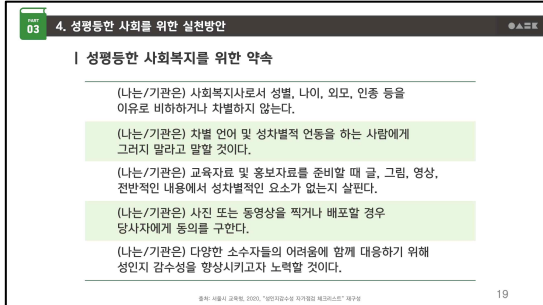 PART
03
4. 성평등한 사회를 위한 실천방안
| 성평등한 사회복지를 위한 약속
(나는/기관은) 사회복지사로서 성별, 나이, 외모, 인종 등을
이유로 비하하거나 차별하지 않는다.
(나는/기관은) 차별 언어 및 성차별적 언동을 하는 사람에게
그러지 말라고 말할 것이다.
(나는/기관은) 교육자료 및 홍보자료를 준비할 때 글, 그림, 영상,
전반적인 내용에서 성차별적인 요소가 없는지 살핀다.
(나는/기관은) 사진 또는 동영상을 찍거나 배포할 경우
당사자에게 동의를 구한다.
(나는/기관은) 다양한 소수자들의 어려움에 함께 대응하기 위해
성인지 감수성을 향상시키고자 노력할 것이다.
출처: 서울시 교육청, 2020, "성인지감수성 자가점검 체크리스트" 재구성
19